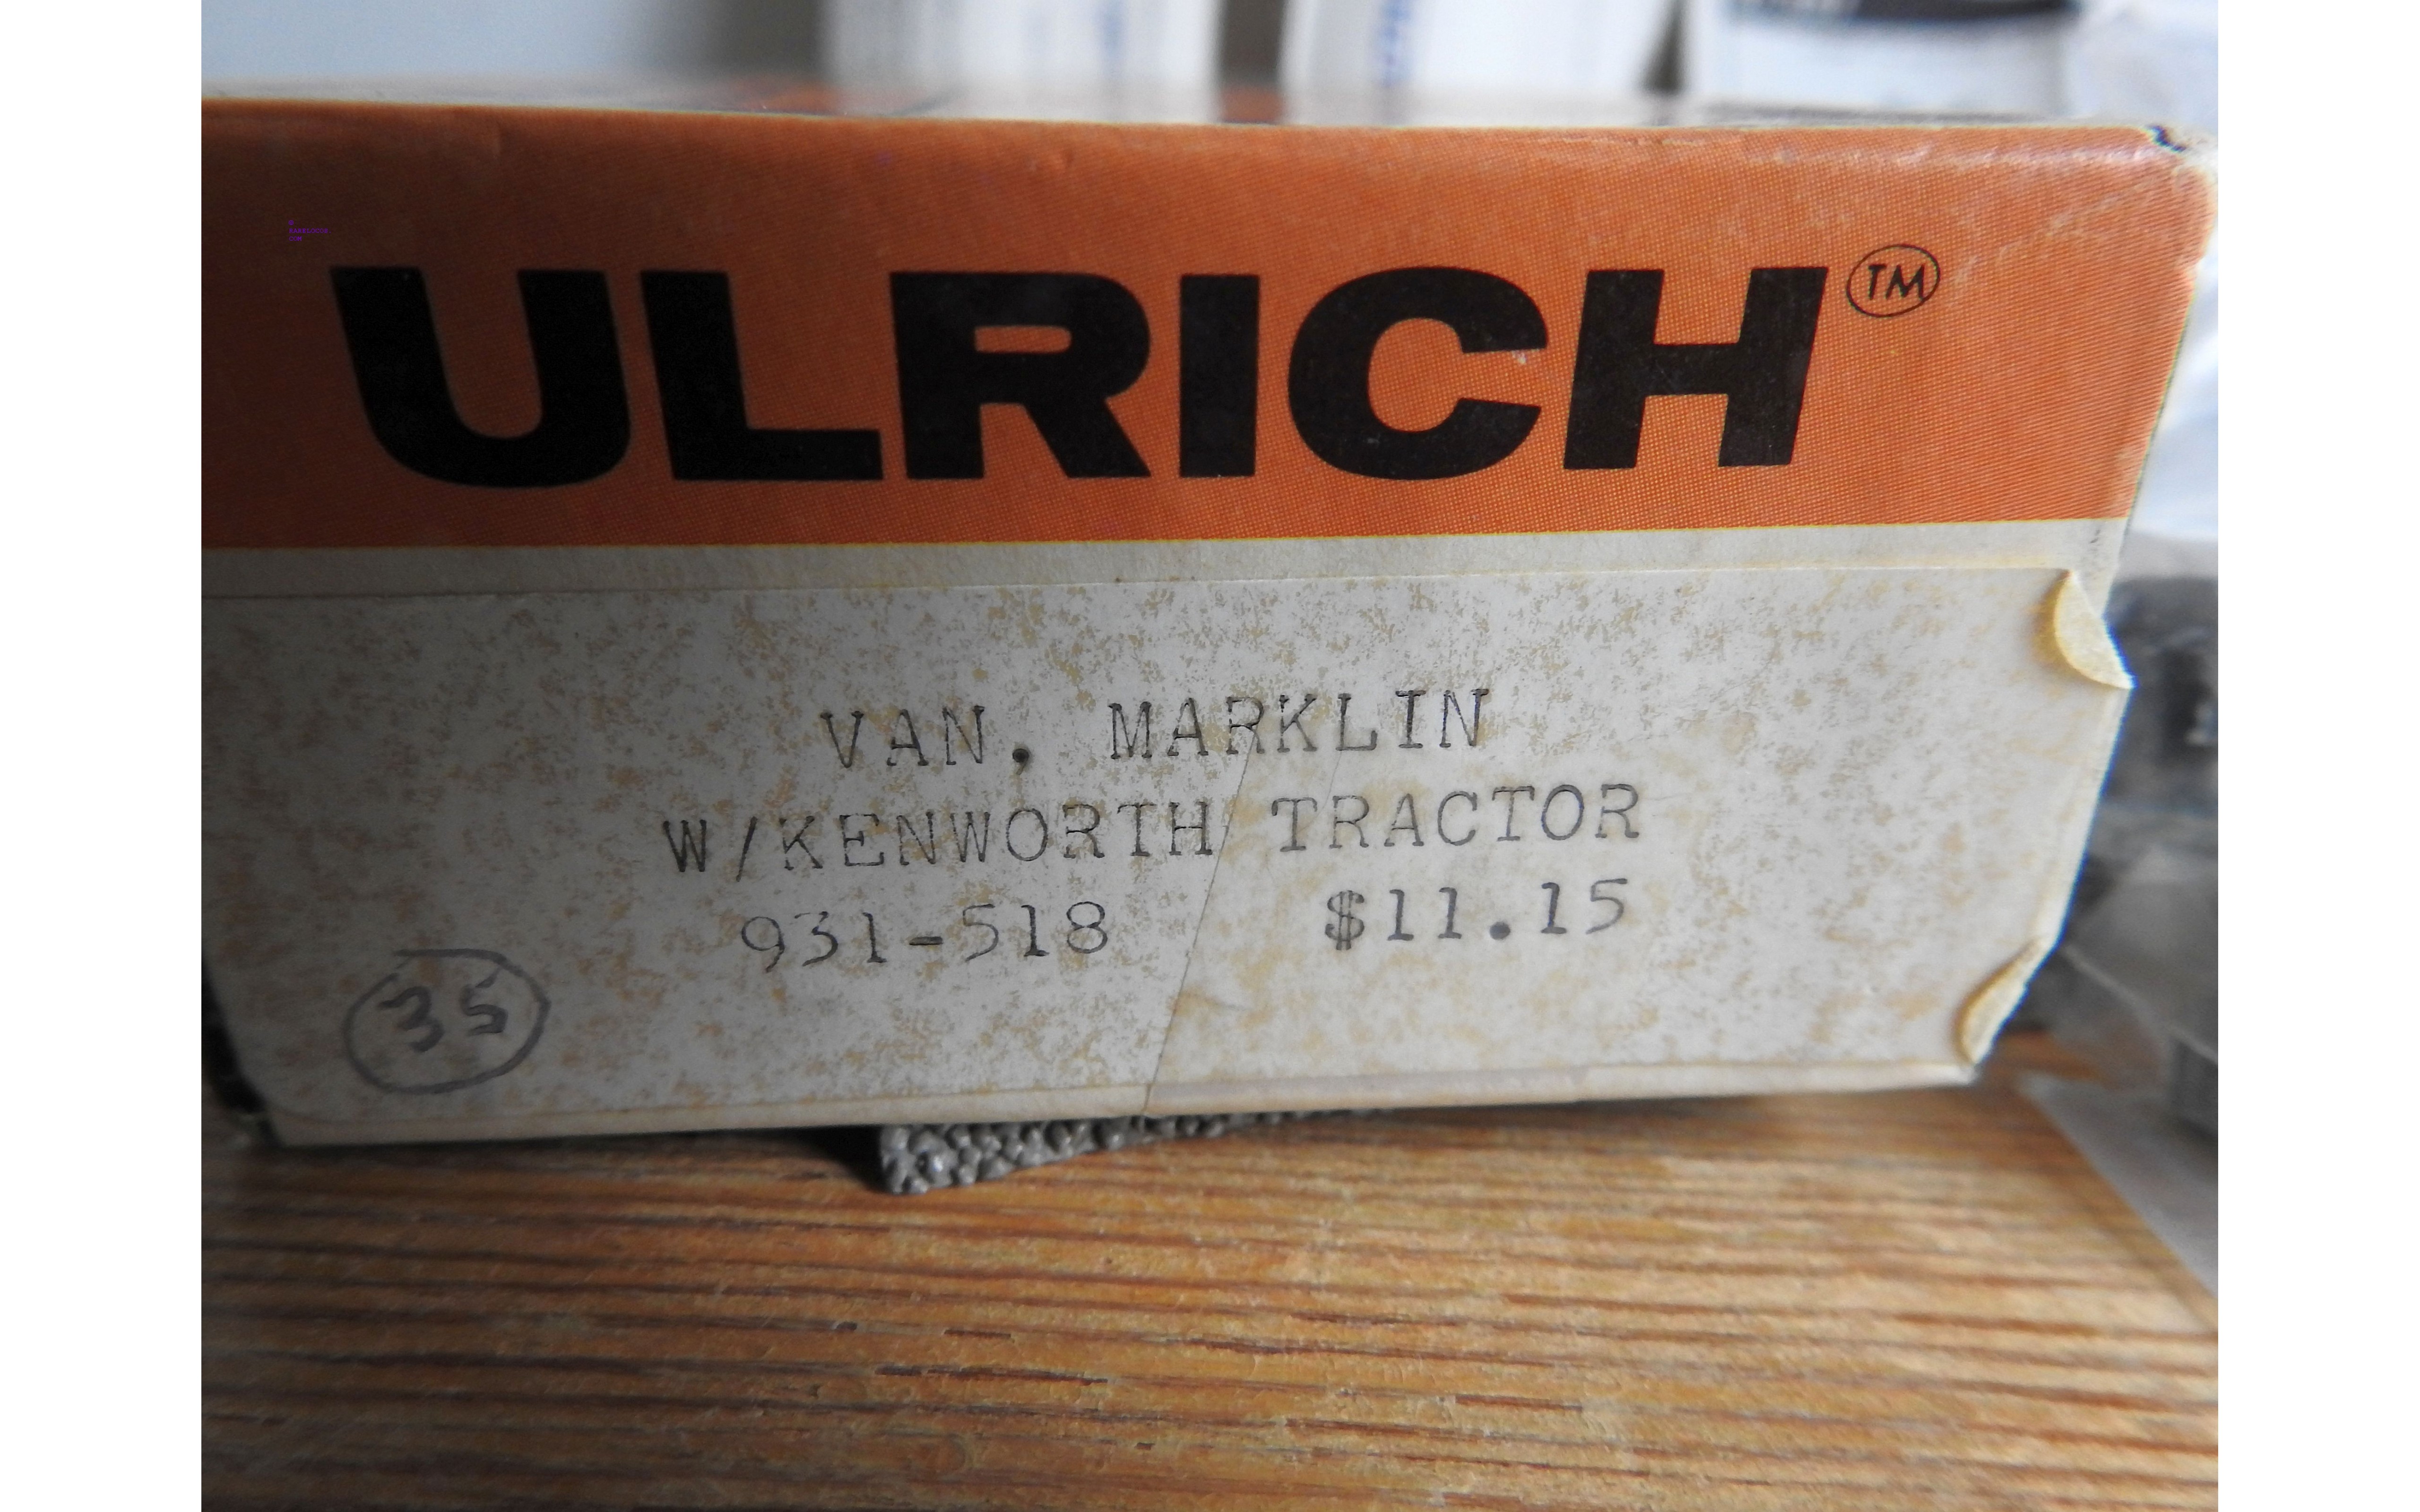 ULRICH TM
VAN. MARKLIN
W/KENWORTH TRACTOR
931-518 $11.15
35